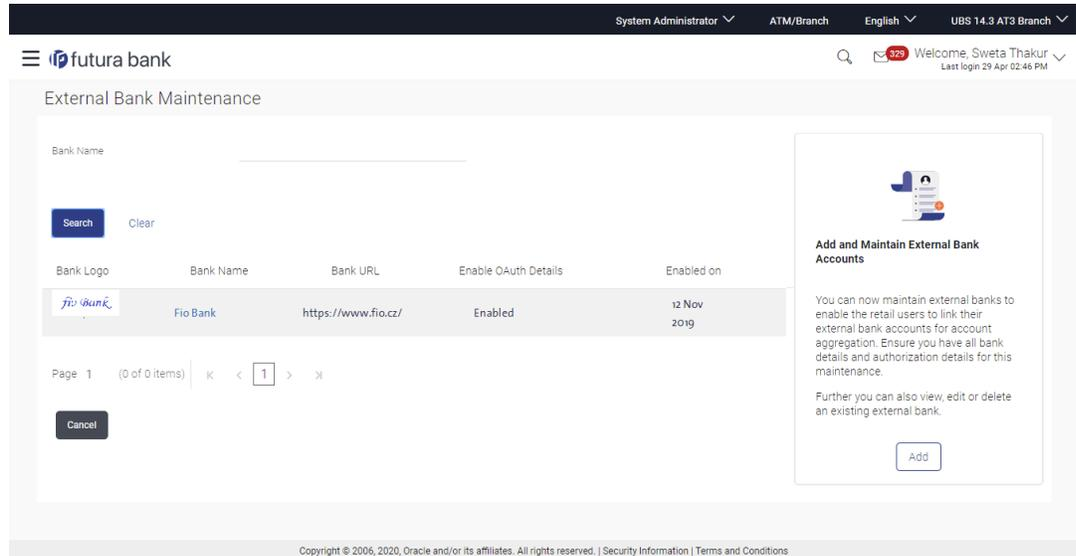 System Administrator ATM/Branch English UBS 14.3 AT3 Branch
futura bank
329 Welcome, Sweta Thakur
Last login 29 Apr 02:46 PM
External Bank Maintenance
Bank Name
Search Clear
Bank Logo Bank Name Bank URL Enable OAuth Details Enabled on
fio Bank Fio Bank https://www.fio.cz/ Enabled 12 Nov
2019
Page 1 (0 of 0 items) 1
Cancel
Add and Maintain External Bank
Accounts
You can now maintain external banks to
enable the retail users to link their
external bank accounts for account
aggregation. Ensure you have all bank
details and authorization details for this
maintenance.
Further you can also view, edit or delete
an existing external bank.
Add
Copyright © 2006, 2020, Oracle and/or its affiliates. All rights reserved. | Security Information | Terms and Conditions